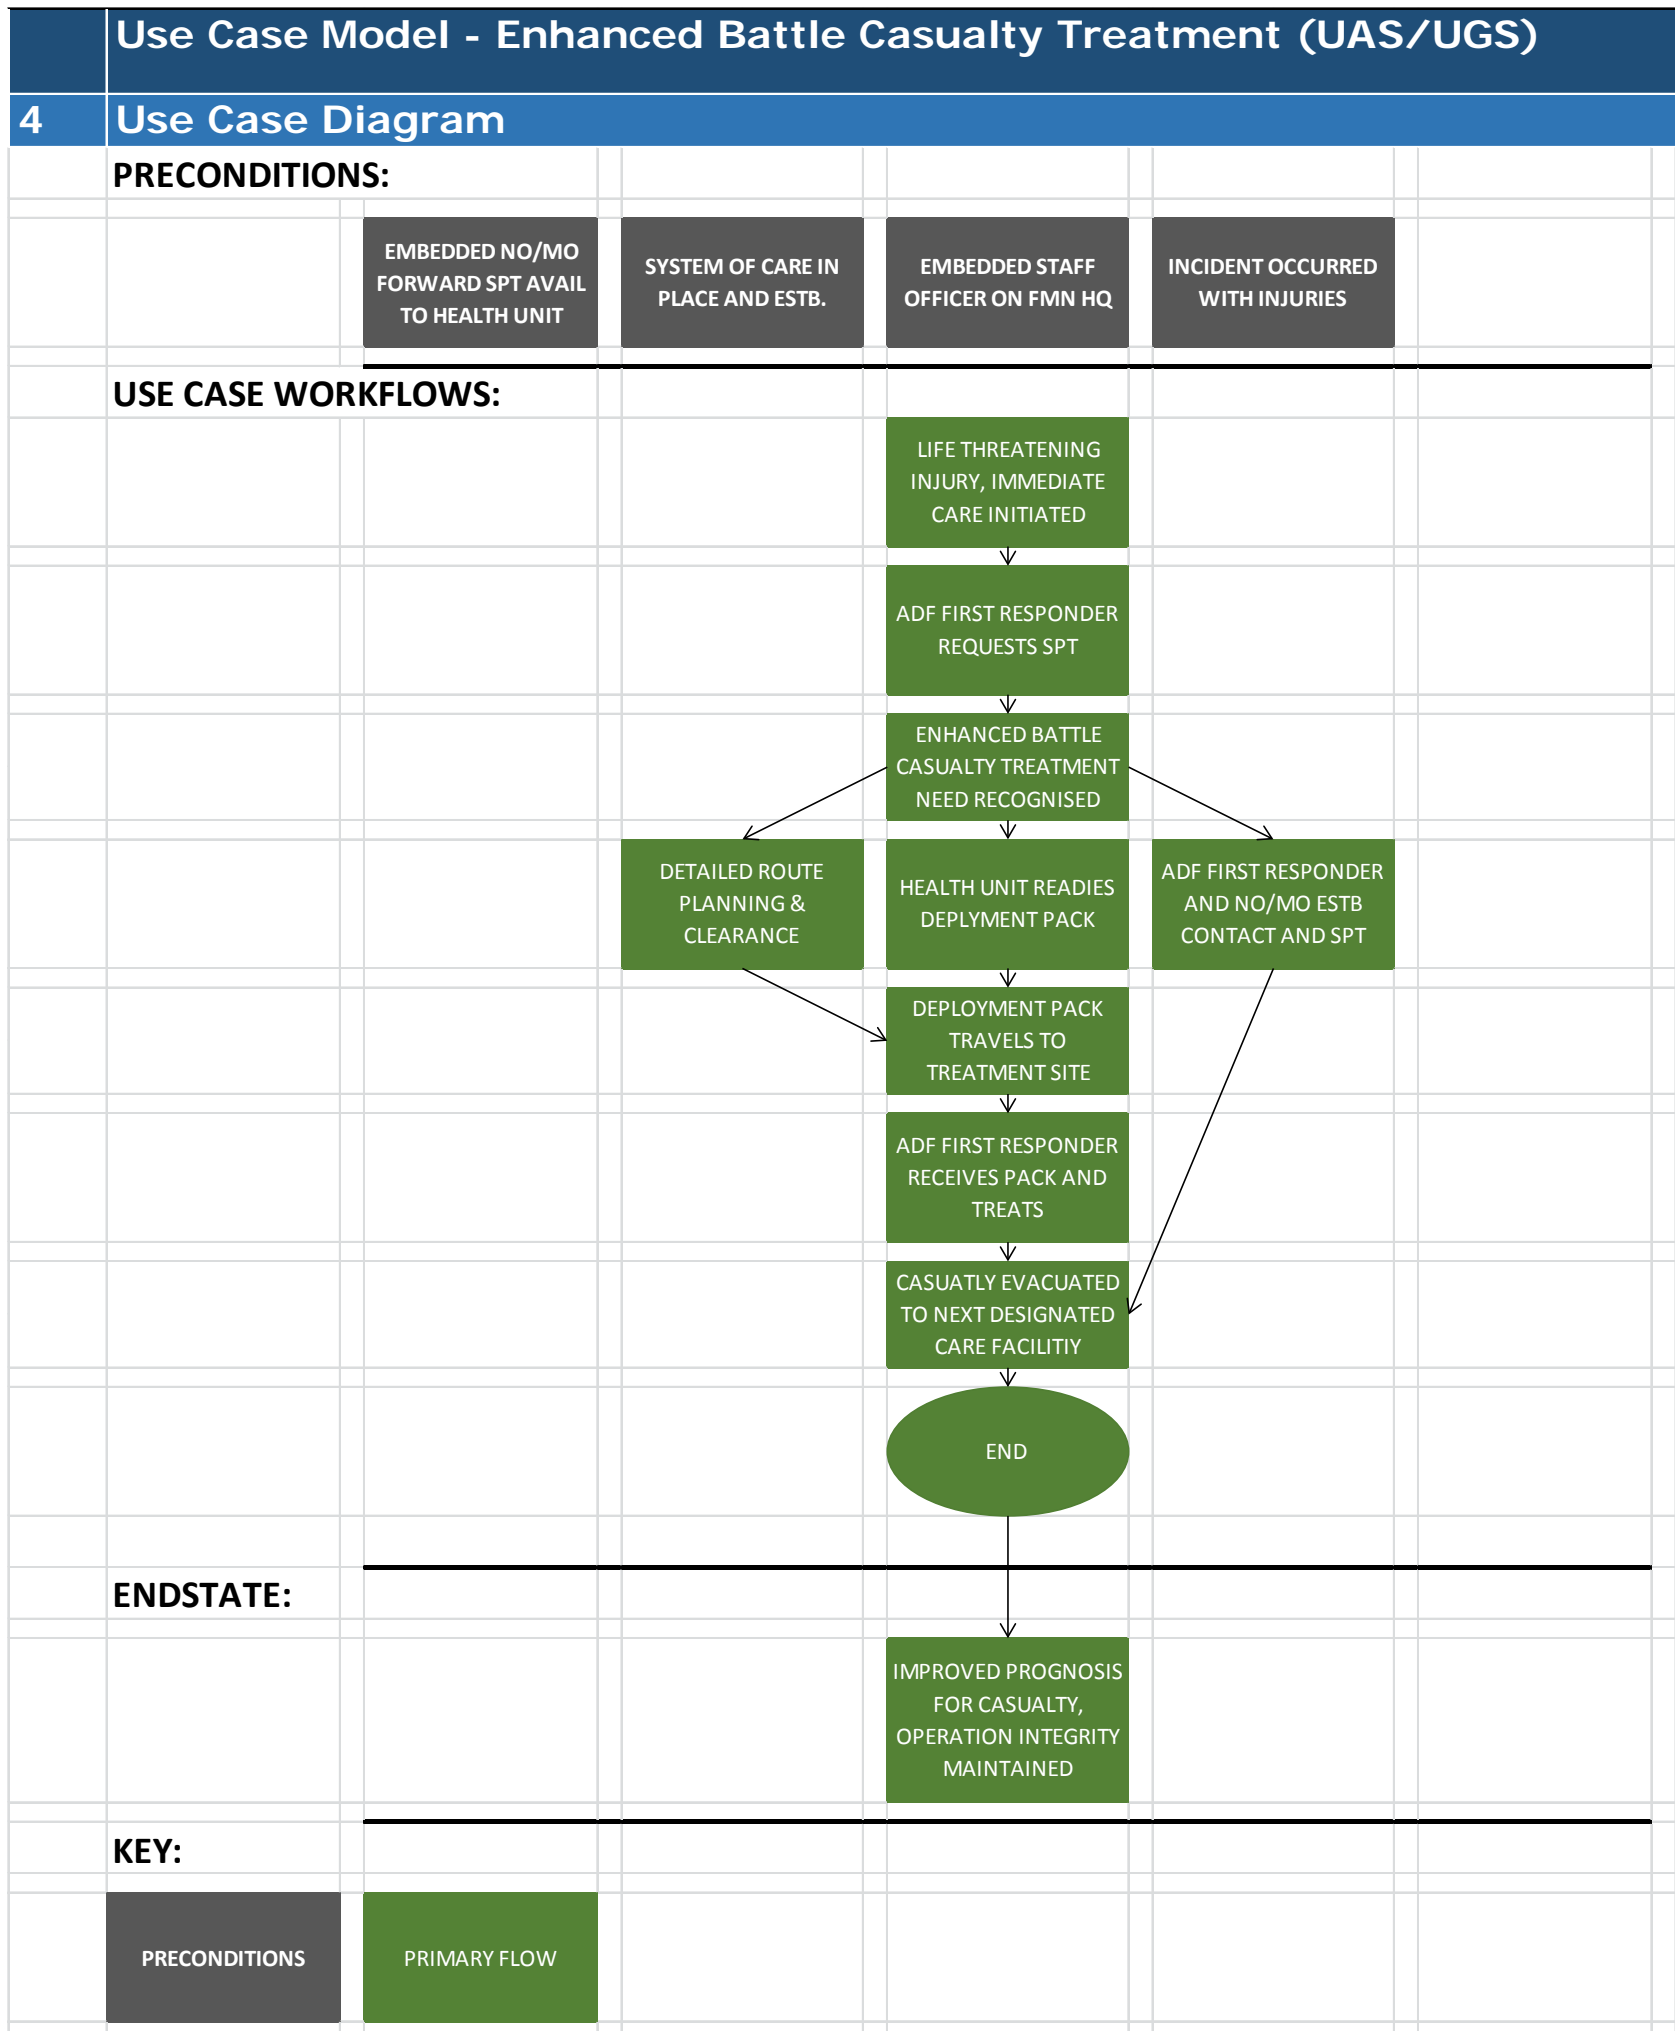 Use Case Model - Enhanced Battle Casualty Treatment (UAS/UGS)
4 Use Case Diagram
PRECONDITIONS:
EMBEDDED NO/MO
FORWARD SPT AVAIL
TO HEALTH UNIT
SYSTEM OF CARE IN
PLACE AND ESTB.
EMBEDDED STAFF
OFFICER ON FMN HQ
INCIDENT OCCURRED
WITH INJURIES
USE CASE WORKFLOWS:
LIFE THREATENING
INJURY, IMMEDIATE
CARE INITIATED
ADF FIRST RESPONDER
REQUESTS SPT
ENHANCED BATTLE
CASUALTY TREATMENT
NEED RECOGNISED
DETAILED ROUTE
PLANNING &
CLEARANCE
HEALTH UNIT READIES
DEPLYMENT PACK
ADF FIRST RESPONDER
AND NO/MO ESTB
CONTACT AND SPT
DEPLOYMENT PACK
TRAVELS TO
TREATMENT SITE
ADF FIRST RESPONDER
RECEIVES PACK AND
TREATS
CASUATLY EVACUATED
TO NEXT DESIGNATED
CARE FACILITIY
END
ENDSTATE:
IMPROVED PROGNOSIS
FOR CASUALTY,
OPERATION INTEGRITY
MAINTAINED
KEY:
PRECONDITIONS
PRIMARY FLOW